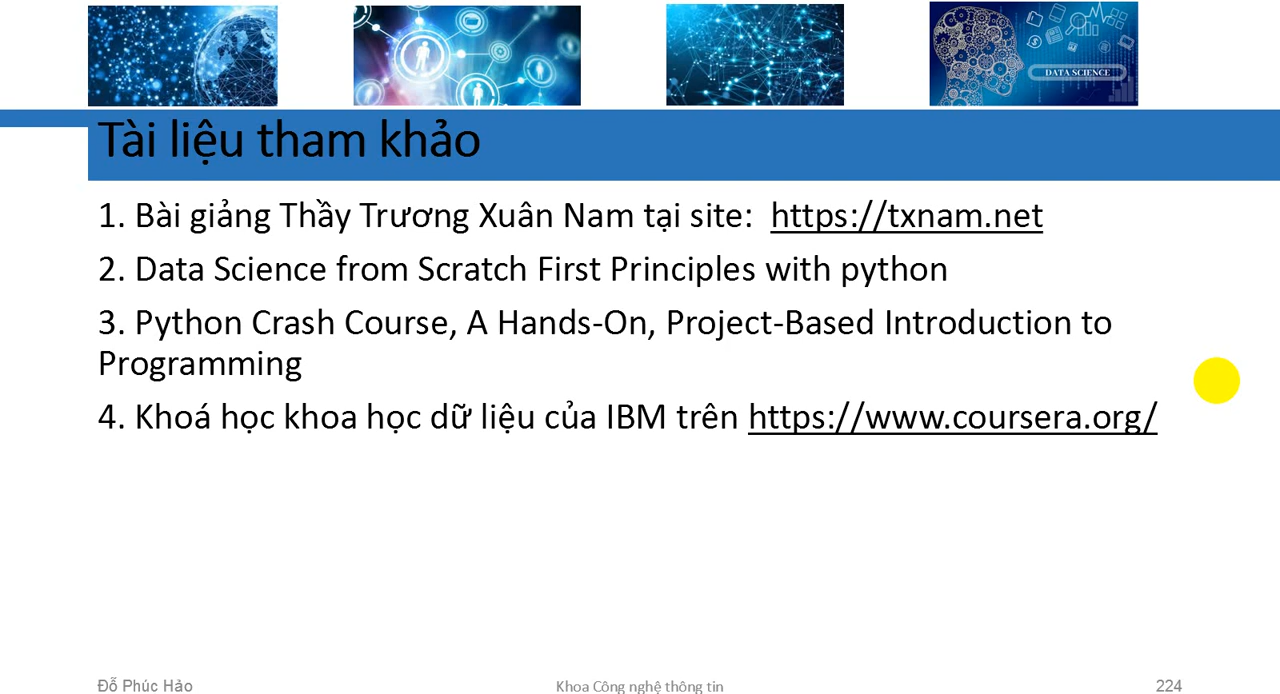 DATA SCIENCE
Tài liệu tham khảo
1. Bài giảng Thầy Trương Xuân Nam tại site: https://txnam.net
2. Data Science from Scratch First Principles with python
3. Python Crash Course, A Hands-On, Project-Based Introduction to
Programming
4. Khoá học khoa học dữ liệu của IBM trên https://www.coursera.org/
Đỗ Phúc Hảo
Khoa Công nghệ thông tin
224